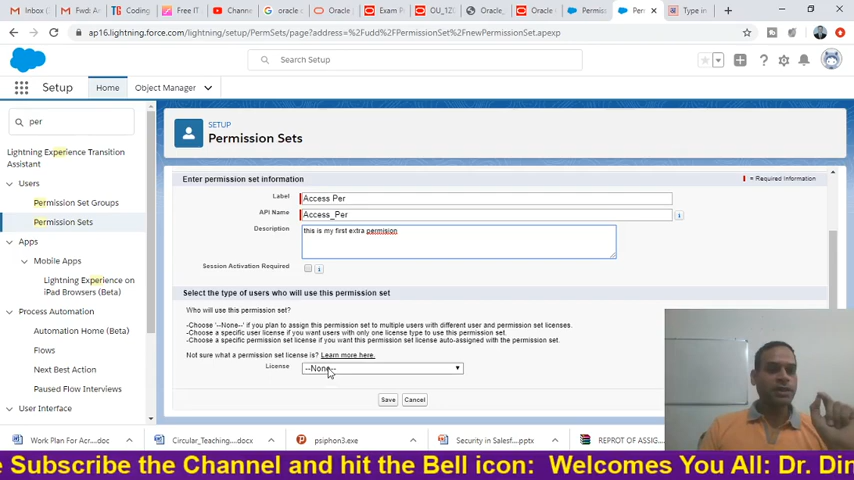 Inbox (
Fwd: A
Coding
Free IT
Channel
oracle c
Oracle (
Exam P
OU_1Z0
Oracle_
Oracle
Permis
Per
Type in
ap16.lightning.force.com/lightning/setup/PermSets/page?address=%2Fudd%2FPermissionSet%2FnewPermissionSet.apexp
Search Setup
Setup
Home
Object Manager
per
Lightning Experience Transition
Assistant
Users
Permission Set Groups
Permission Sets
Apps
Mobile Apps
Lightning Experience on
iPad Browsers (Beta)
Process Automation
Automation Home (Beta)
Flows
Next Best Action
Paused Flow Interviews
User Interface
SETUP
Permission Sets
Enter permission set information
= Required Information
Label
Access Per
API Name
Access_Per
Description
this is my first extra permision
Session Activation Required
Select the type of users who will use this permission set
Who will use this permission set?
-Choose '--None--' if you plan to assign this permission set to multiple users with different user and permission set licenses.
-Choose a specific user license if you want users with only one license type to use this permission set.
-Choose a specific permission set license if you want this permission set license auto-assigned with the permission set.
Not sure what a permission set license is? Learn more here.
License
--None--
Save
Cancel
Work Plan For Ac....doc
Circular_Teaching....docx
psiphon3.exe
Security in Salesf....pptx
REPROT OF ASSIG
e Subscribe the Channel and hit the Bell icon: Welcomes You All: Dr. Din